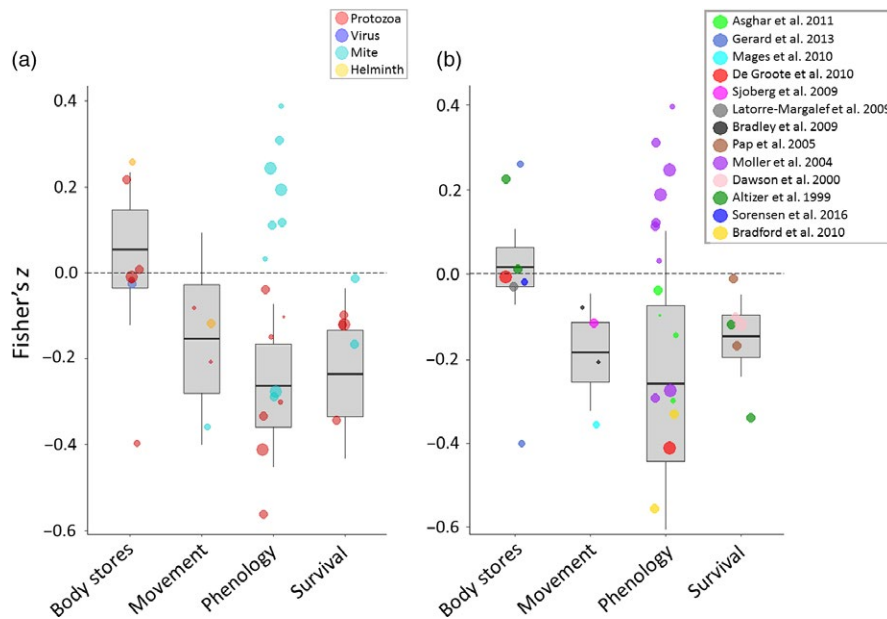 Protozoa
Virus
Mite
Helminth
(a)
Fisher's z
0.4
0.2
0.0
−0.2
−0.4
−0.6
Body stores
Movement
Phenology
Survival
(b)
Asghar et al. 2011
Gerard et al. 2013
Mages et al. 2010
De Groote et al. 2010
Sjoberg et al. 2009
Latorre-Margalef et al. 2009
Bradley et al. 2009
Pap et al. 2005
Moller et al. 2004
Dawson et al. 2000
Altizer et al. 1999
Sorensen et al. 2016
Bradford et al. 2010
0.4
0.2
0.0
−0.2
−0.4
−0.6
Body stores
Movement
Phenology
Survival